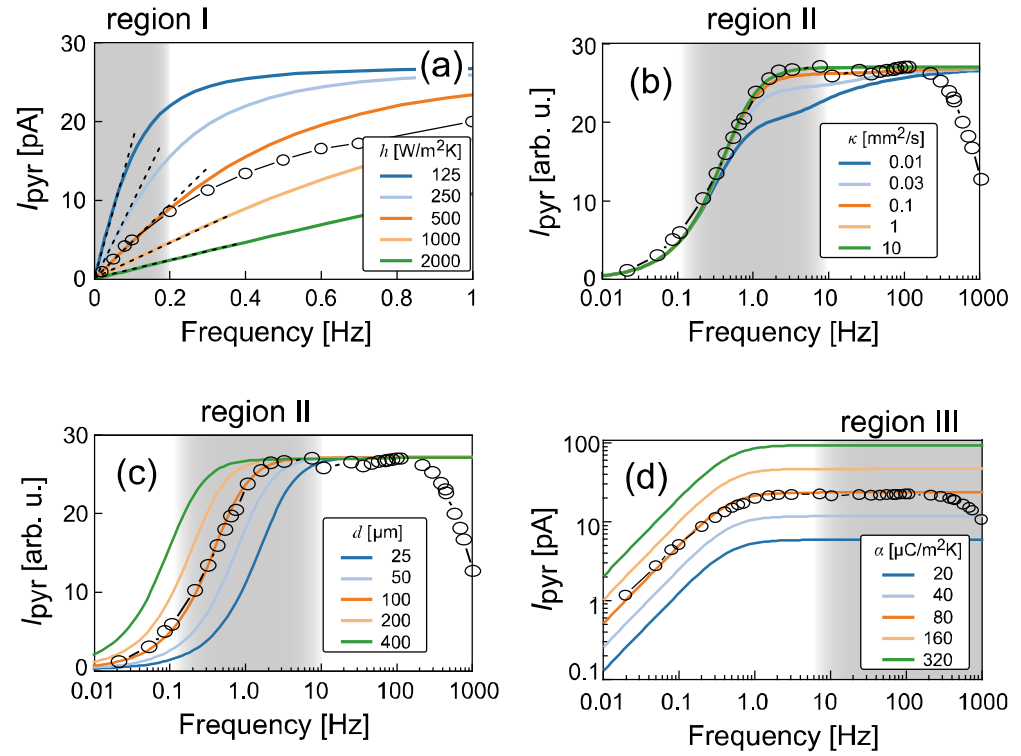 region I
(a)
I_pyr [pA]
30
20
10
0
h [W/m²K]
125
250
500
1000
2000
0 0.2 0.4 0.6 0.8 1
Frequency [Hz]
region II
(b)
I_pyr [arb. u.]
30
20
10
0
κ [mm²/s]
0.01
0.03
0.1
1
10
0.01 0.1 1.0 10 100 1000
Frequency [Hz]
region II
(c)
I_pyr [arb. u.]
30
20
10
0
d [µm]
25
50
100
200
400
0.01 0.1 1.0 10 100 1000
Frequency [Hz]
region III
(d)
I_pyr [pA]
100
10
1
0.1
α [µC/m²K]
20
40
80
160
320
0.01 0.1 1.0 10 100 1000
Frequency [Hz]